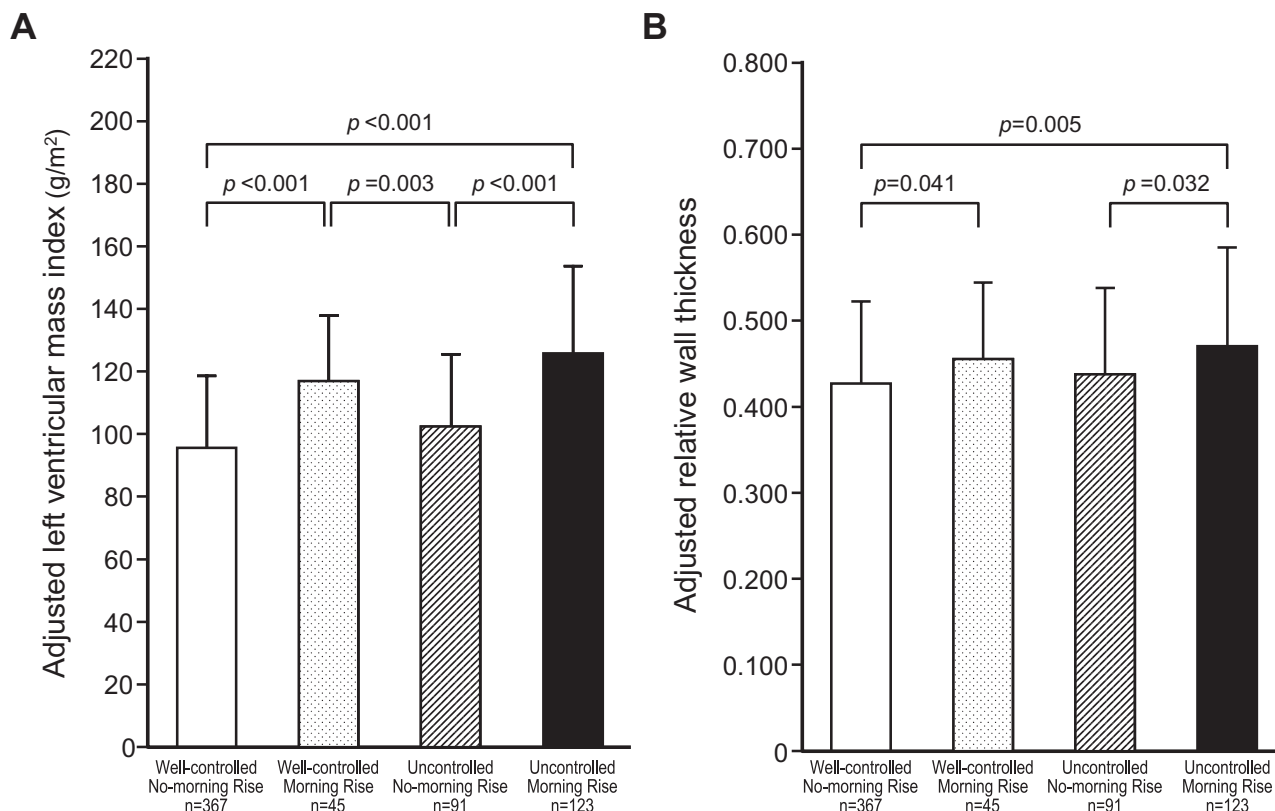 A
Adjusted left ventricular mass index (g/m²)
220
200
180
160
140
120
100
80
60
40
20
0
p <0.001
p <0.001
p =0.003
p <0.001
Well-controlled
No-morning Rise
n=367
Well-controlled
Morning Rise
n=45
Uncontrolled
No-morning Rise
n=91
Uncontrolled
Morning Rise
n=123
B
Adjusted relative wall thickness
0.800
0.700
0.600
0.500
0.400
0.300
0.200
0.100
0
p=0.005
p=0.041
p =0.032
Well-controlled
No-morning Rise
n=367
Well-controlled
Morning Rise
n=45
Uncontrolled
No-morning Rise
n=91
Uncontrolled
Morning Rise
n=123